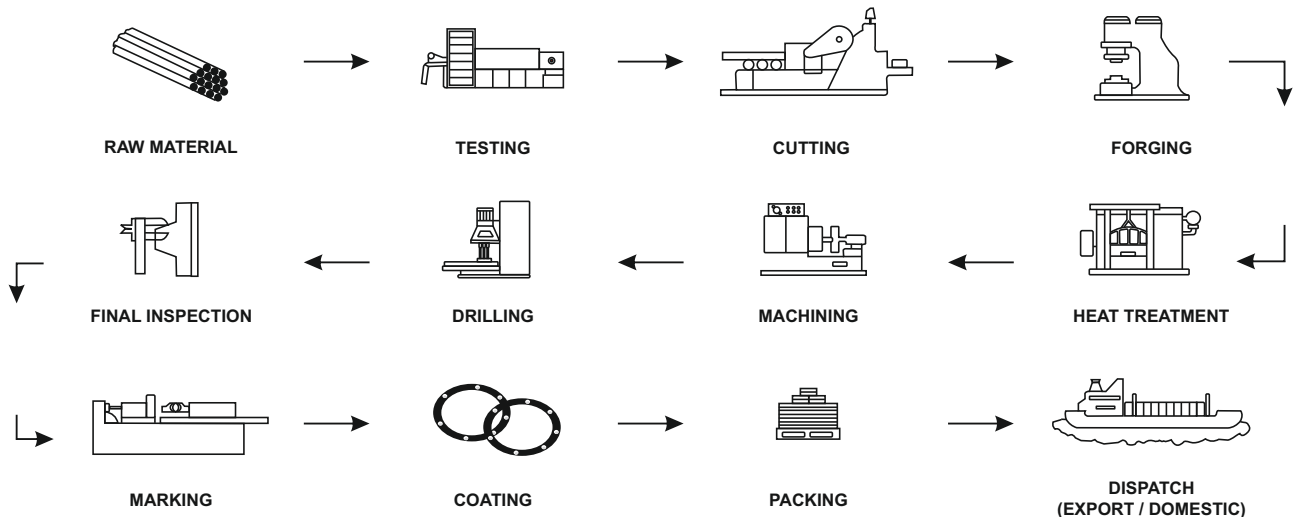 RAW MATERIAL
TESTING
CUTTING
FORGING
FINAL INSPECTION
DRILLING
MACHINING
HEAT TREATMENT
MARKING
COATING
PACKING
DISPATCH
(EXPORT / DOMESTIC)